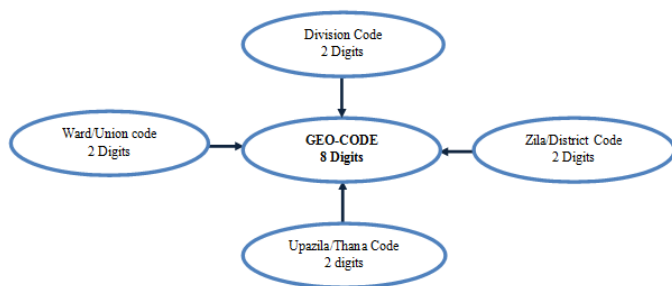 Division Code
2 Digits
Ward/Union code
2 Digits
GEO-CODE
8 Digits
Zila/District Code
2 Digits
Upazila/Thana Code
2 digits